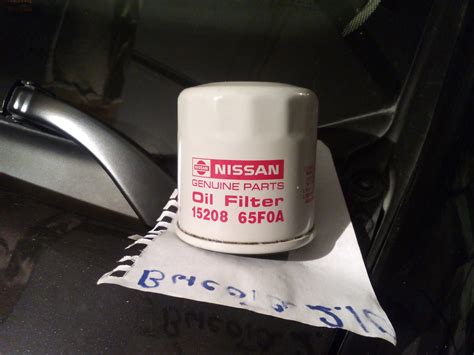 NISSAN
GENUINE PARTS
Oil Filter
15208 65F0A